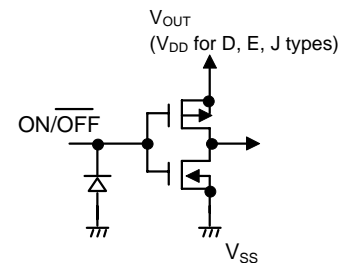 VOUT
(VDD for D, E, J types)
ON/OFF
VSS